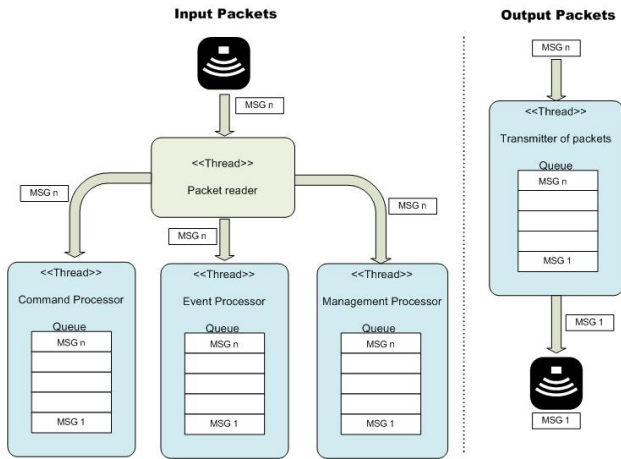 Input Packets
MSG n
<<Thread>>
Packet reader
MSG n
MSG n
MSG n
<<Thread>>
Command Processor
Queue
MSG n
MSG 1
<<Thread>>
Event Processor
Queue
MSG n
MSG 1
<<Thread>>
Management Processor
Queue
MSG n
MSG 1
Output Packets
MSG n
<<Thread>>
Transmitter of packets
Queue
MSG n
MSG 1
MSG 1
MSG 1